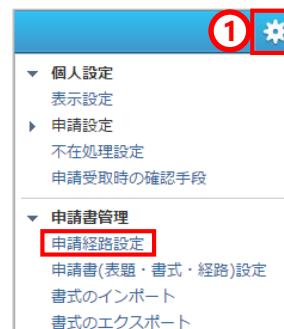 1
個人設定
表示設定
申請設定
不在処理設定
申請受取時の確認手段
申請書管理
申請経路設定
申請書(表題・書式・経路)設定
書式のインポート
書式のエクスポート